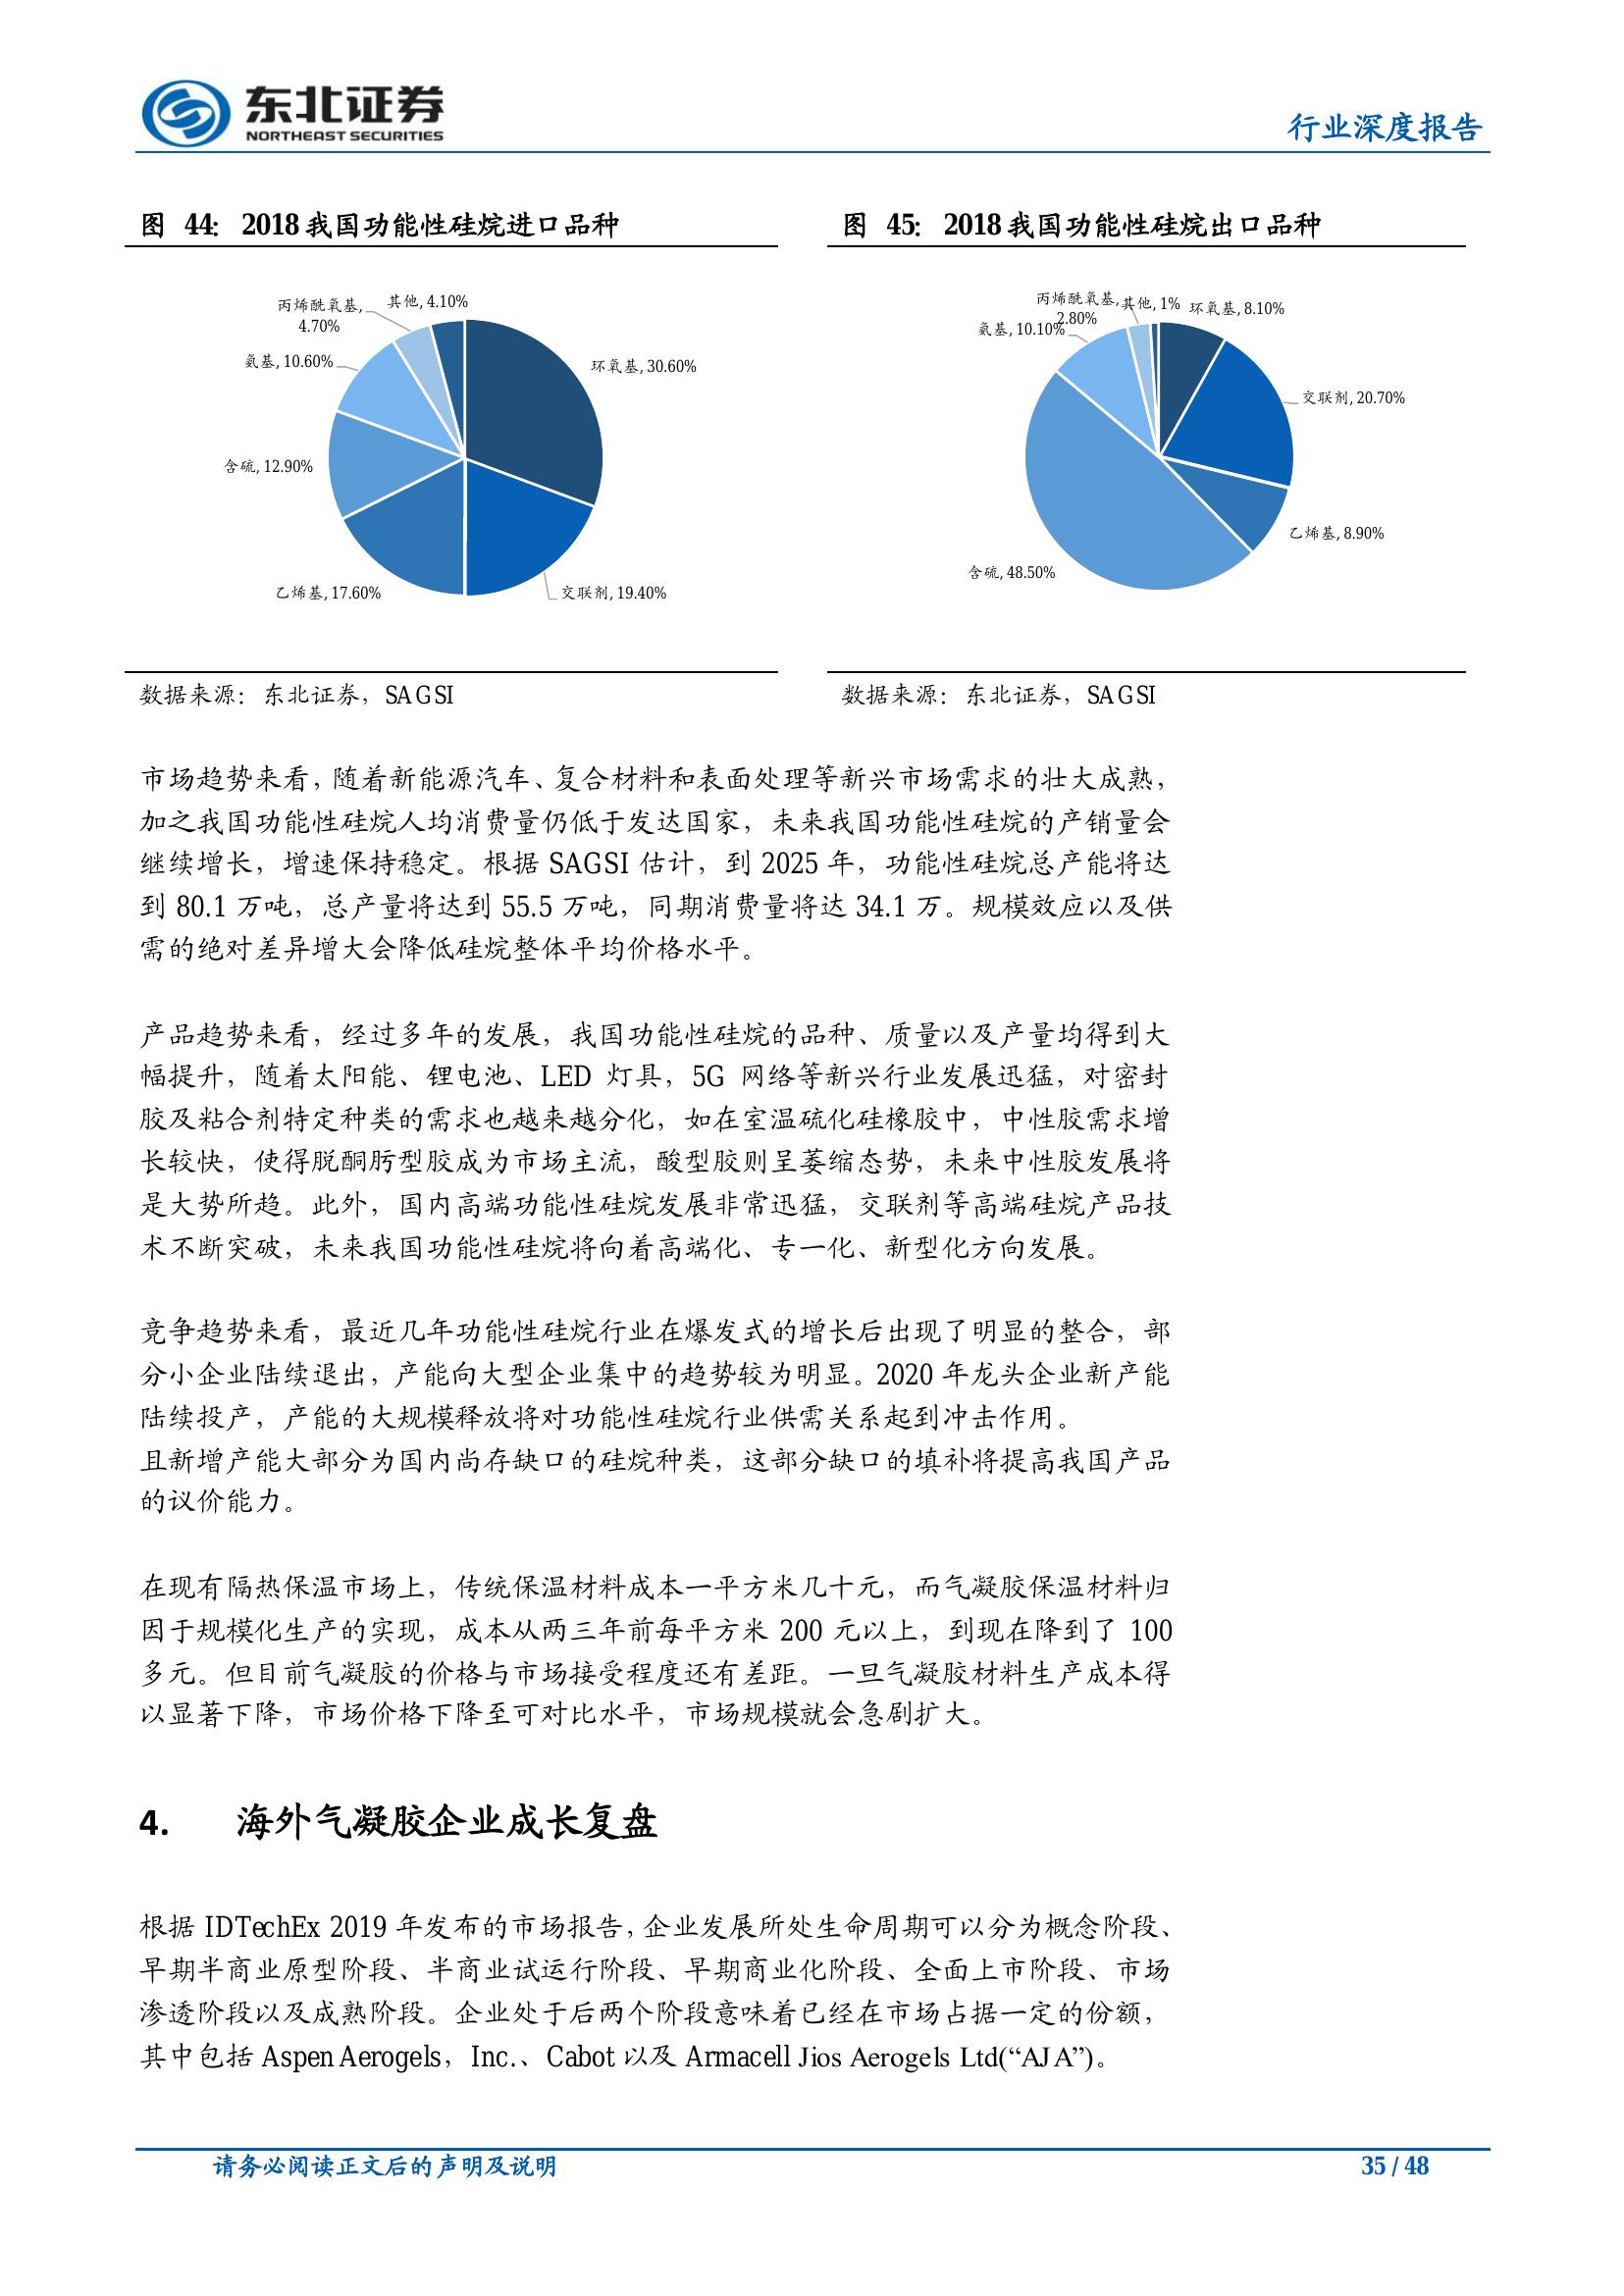 东北证券
NORTHEAST SECURITIES
行业深度报告
图 44： 2018 我国功能性硅烷进口品种
丙烯酰氧基,
4.70%
其他, 4.10%
氨基, 10.60%
环氧基, 30.60%
含硫, 12.90%
乙烯基, 17.60%
交联剂, 19.40%
数据来源：东北证券，SAGSI
图 45： 2018 我国功能性硅烷出口品种
丙烯酰氧基,
2.80%
其他, 1%
环氧基, 8.10%
氨基, 10.10%
交联剂, 20.70%
乙烯基, 8.90%
含硫, 48.50%
数据来源：东北证券，SAGSI
市场趋势来看，随着新能源汽车、复合材料和表面处理等新兴市场需求的壮大成熟，
加之我国功能性硅烷人均消费量仍低于发达国家，未来我国功能性硅烷的产销量会
继续增长，增速保持稳定。根据 SAGSI 估计，到 2025 年，功能性硅烷总产能将达
到 80.1 万吨，总产量将达到 55.5 万吨，同期消费量将达 34.1 万。规模效应以及供
需的绝对差异增大会降低硅烷整体平均价格水平。
产品趋势来看，经过多年的发展，我国功能性硅烷的品种、质量以及产量均得到大
幅提升，随着太阳能、锂电池、LED 灯具，5G 网络等新兴行业发展迅猛，对密封
胶及粘合剂特定种类的需求也越来越分化，如在室温硫化硅橡胶中，中性胶需求增
长较快，使得脱酮肟型胶成为市场主流，酸型胶则呈萎缩态势，未来中性胶发展将
是大势所趋。此外，国内高端功能性硅烷发展非常迅猛，交联剂等高端硅烷产品技
术不断突破，未来我国功能性硅烷将向着高端化、专一化、新型化方向发展。
竞争趋势来看，最近几年功能性硅烷行业在爆发式的增长后出现了明显的整合，部
分小企业陆续退出，产能向大型企业集中的趋势较为明显。2020 年龙头企业新产能
陆续投产，产能的大规模释放将对功能性硅烷行业供需关系起到冲击作用。
且新增产能大部分为国内尚存缺口的硅烷种类，这部分缺口的填补将提高我国产品
的议价能力。
在现有隔热保温市场上，传统保温材料成本一平方米几十元，而气凝胶保温材料归
因于规模化生产的实现，成本从两三年前每平方米 200 元以上，到现在降到了 100
多元。但目前气凝胶的价格与市场接受程度还有差距。一旦气凝胶材料生产成本得
以显著下降，市场价格下降至可对比水平，市场规模就会急剧扩大。
4. 海外气凝胶企业成长复盘
根据 IDTechEx 2019 年发布的市场报告，企业发展所处生命周期可以分为概念阶段、
早期半商业原型阶段、半商业试运行阶段、早期商业化阶段、全面上市阶段、市场
渗透阶段以及成熟阶段。企业处于后两个阶段意味着已经在市场占据一定的份额，
其中包括 Aspen Aerogels，Inc.、Cabot 以及 Armacell Jios Aerogels Ltd(“AJA”)。
请务必阅读正文后的声明及说明
35 / 48